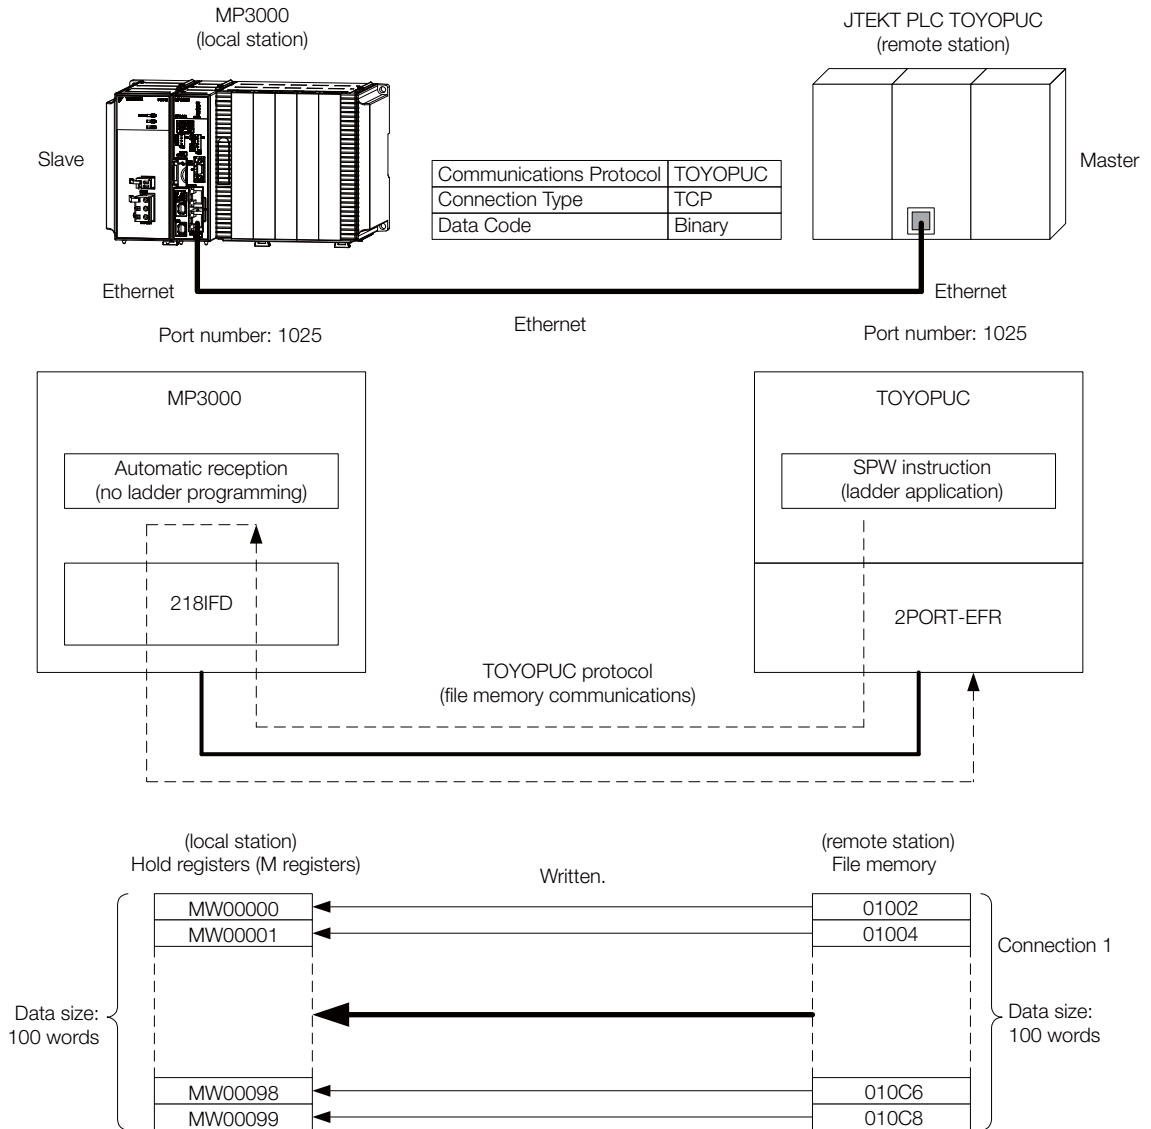 MP3000
(local station)
JTEKT PLC TOYOPUC
(remote station)
Slave
Master
Communications Protocol TOYOPUC
Connection Type TCP
Data Code Binary
Ethernet
Ethernet
Ethernet
Port number: 1025
Port number: 1025
MP3000
TOYOPUC
Automatic reception
(no ladder programming)
SPW instruction
(ladder application)
218IFD
2PORT-EFR
TOYOPUC protocol
(file memory communications)
(local station)
Hold registers (M registers)
(remote station)
File memory
Written.
MW00000
01002
MW00001
01004
Connection 1
Data size:
100 words
Data size:
100 words
MW00098
010C6
MW00099
010C8